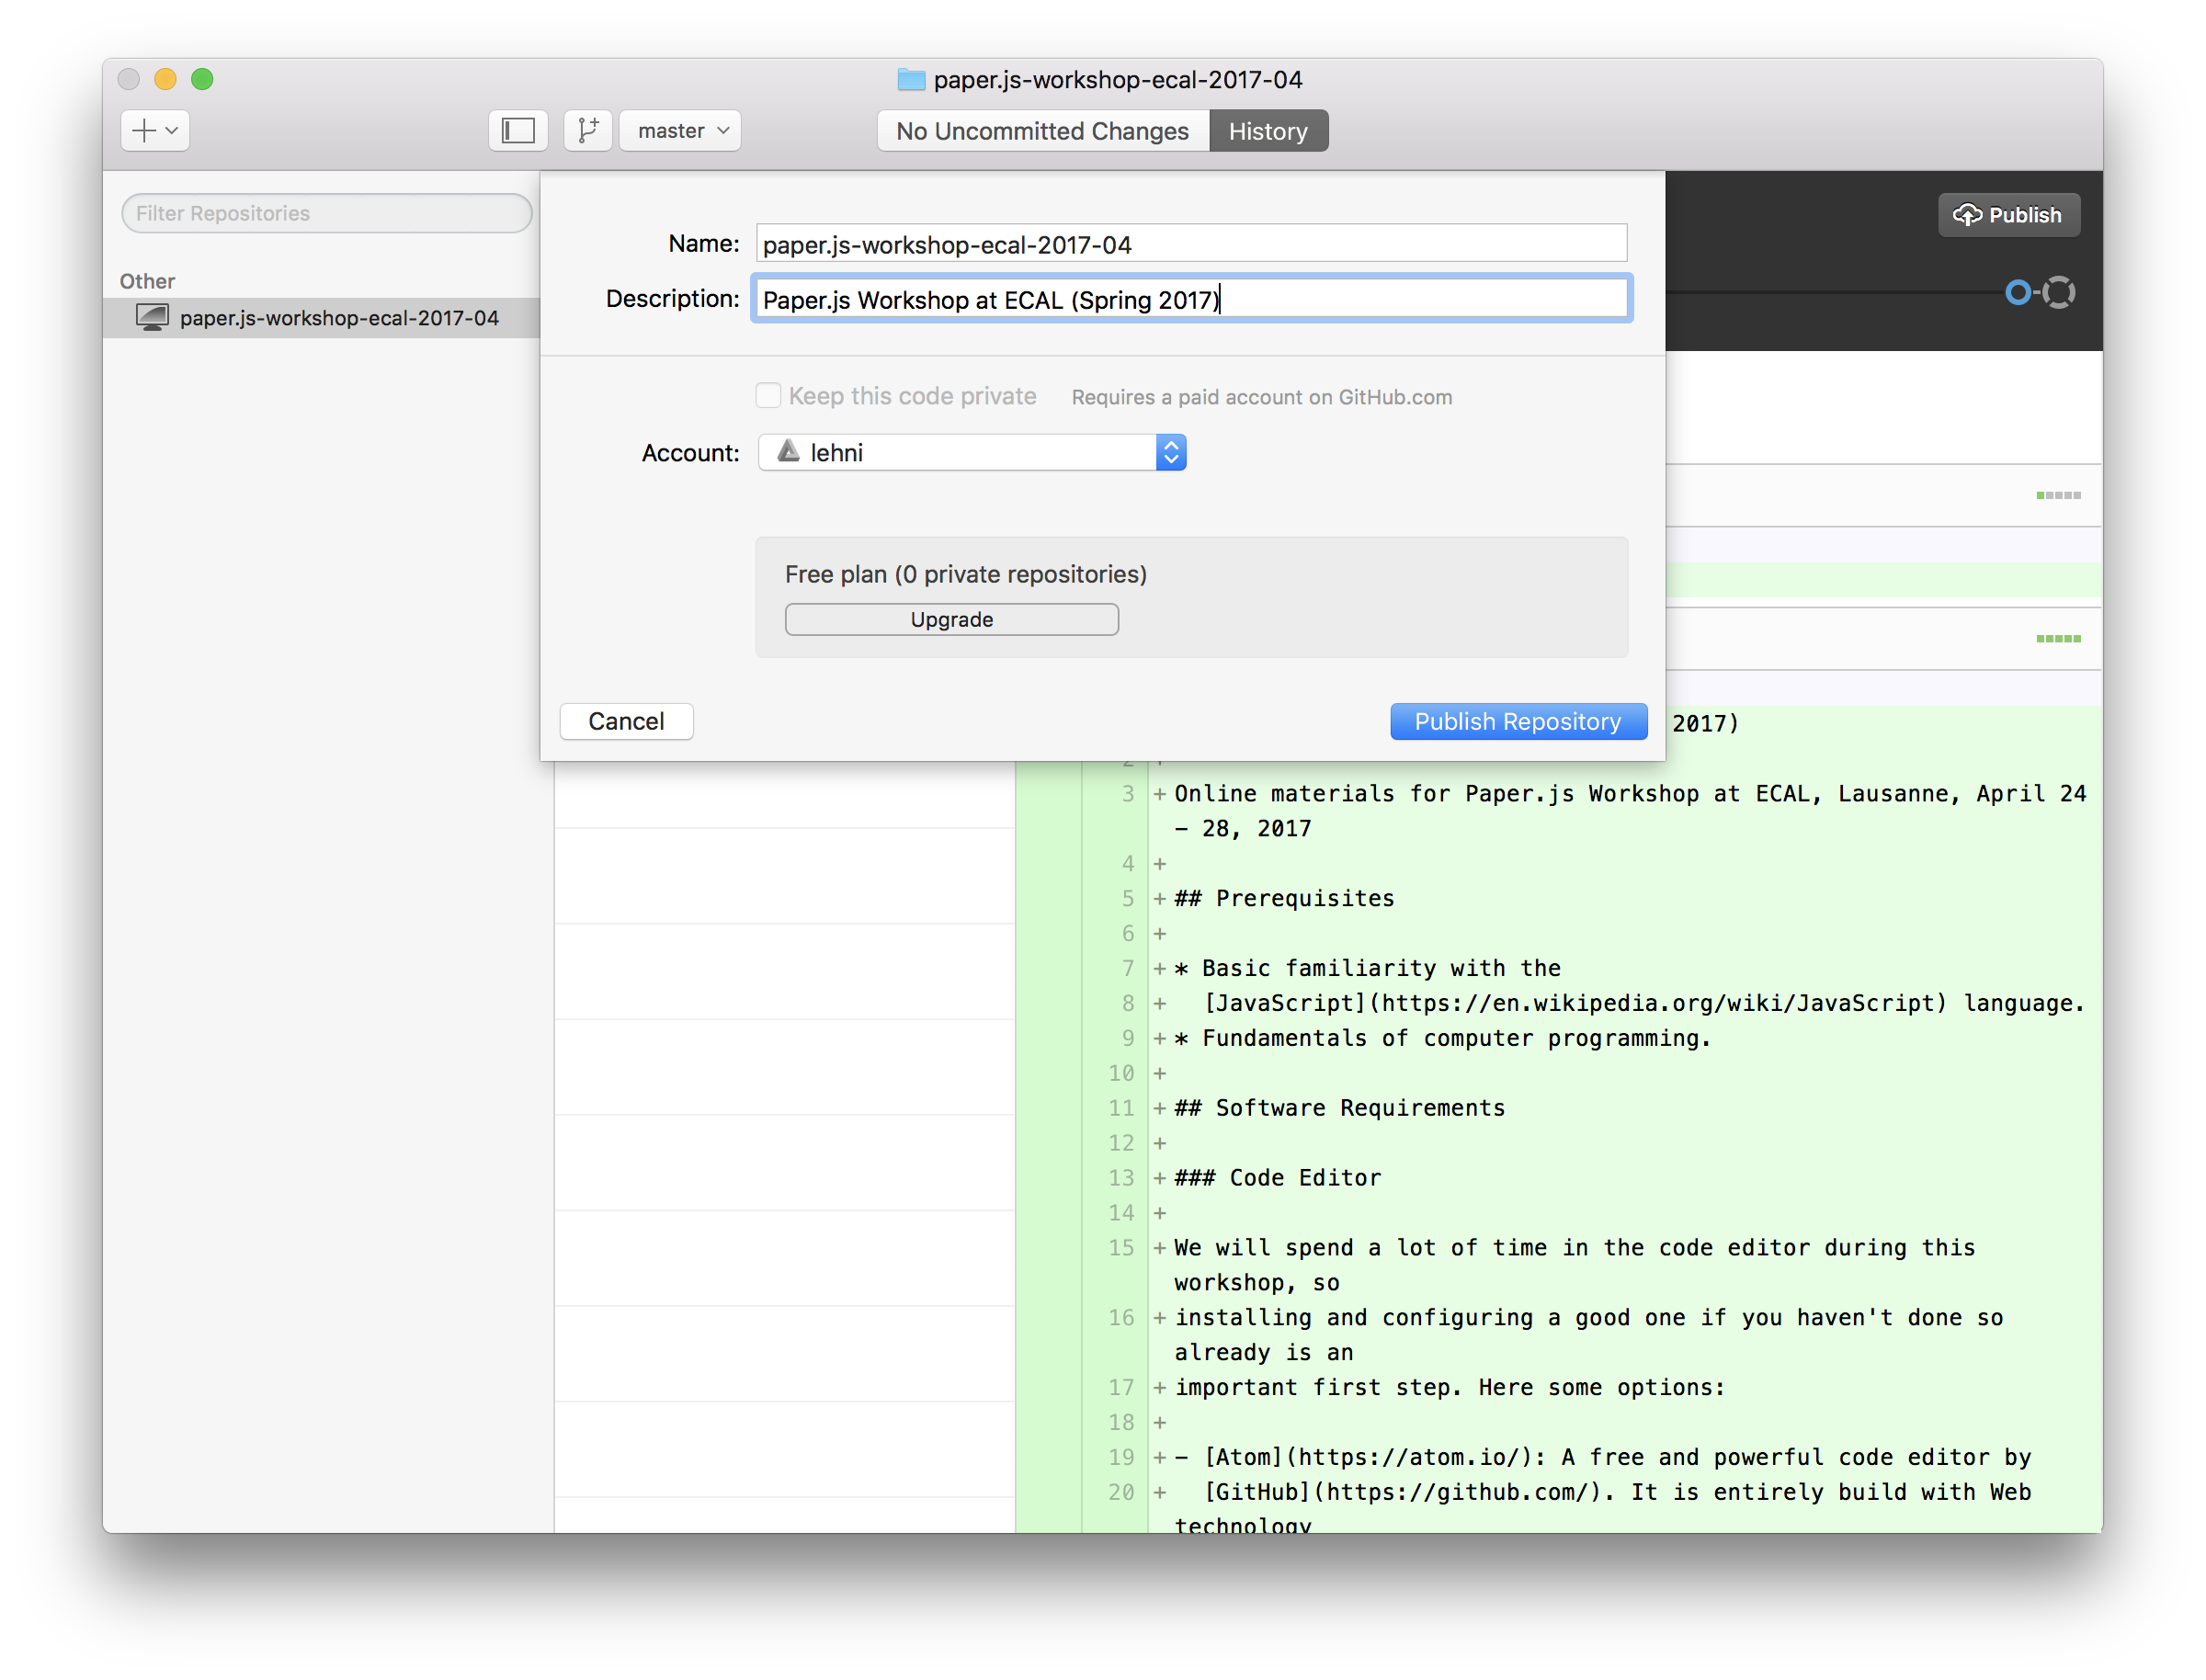 paper.js-workshop-ecal-2017-04
master
No Uncommitted Changes
History
Filter Repositories
Other
paper.js-workshop-ecal-2017-04
Publish
Name:
paper.js-workshop-ecal-2017-04
Description:
Paper.js Workshop at ECAL (Spring 2017)
Keep this code private
Requires a paid account on GitHub.com
Account:
lehni
Free plan (0 private repositories)
Upgrade
Cancel
Publish Repository
2017)
3 +Online materials for Paper.js Workshop at ECAL, Lausanne, April 24
– 28, 2017
4 +
5 +## Prerequisites
6 +
7 +* Basic familiarity with the
8 +  [JavaScript](https://en.wikipedia.org/wiki/JavaScript) language.
9 +* Fundamentals of computer programming.
10 +
11 +## Software Requirements
12 +
13 +### Code Editor
14 +
15 +We will spend a lot of time in the code editor during this
workshop, so
16 +installing and configuring a good one if you haven't done so
already is an
17 +important first step. Here some options:
18 +
19 +- [Atom](https://atom.io/): A free and powerful code editor by
20 +  [GitHub](https://github.com/). It is entirely build with Web
technology